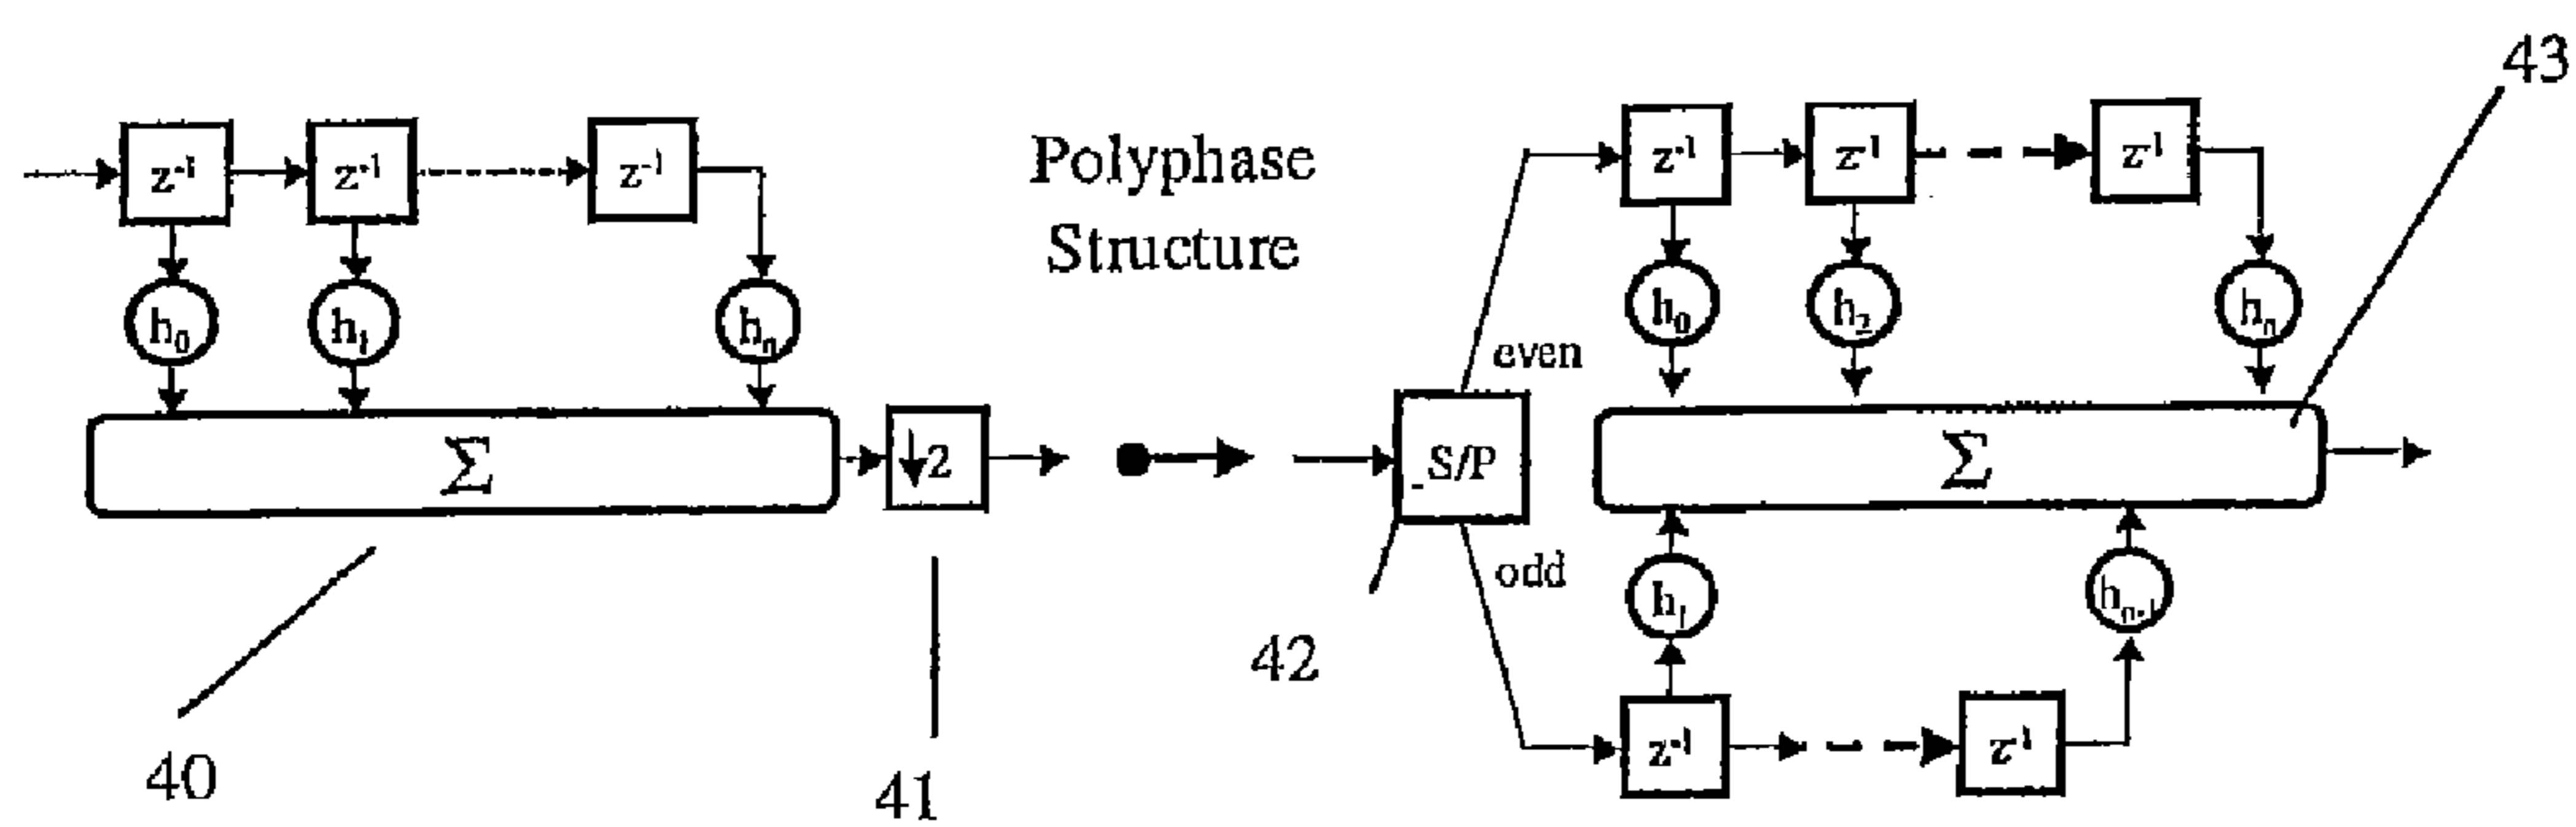 z⁻¹ z⁻¹ z⁻¹
h₀ h₁ hₙ
Σ
↓2
40
41
Polyphase
Structure
S/P
even
odd
42
z⁻¹ z⁻¹ z⁻¹
h₀ h₂ hₙ
Σ
43
h₁ hₙ₋₁
z⁻¹ z⁻¹